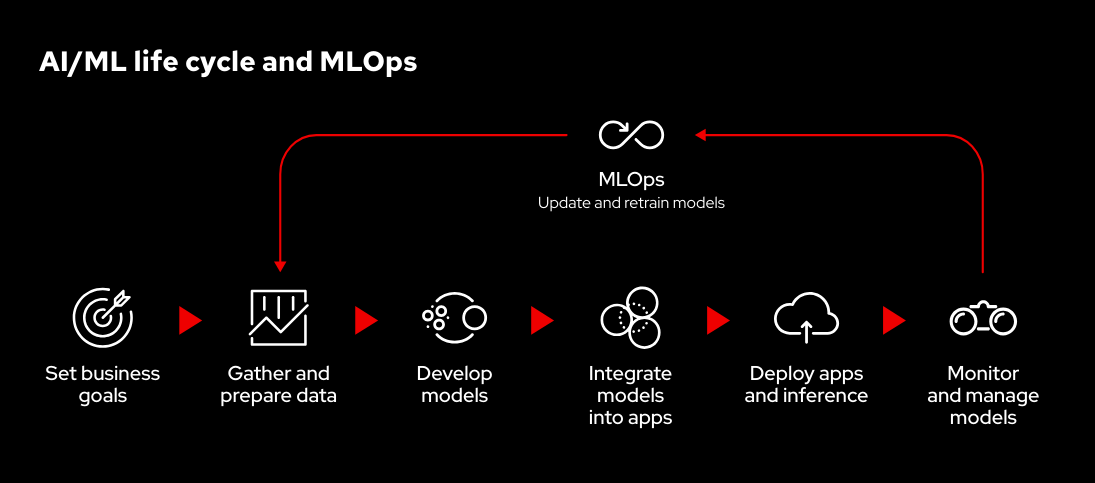 AI/ML life cycle and MLOps
MLOps
Update and retrain models
Set business
goals
Gather and
prepare data
Develop
models
Integrate
models
into apps
Deploy apps
and inference
Monitor
and manage
models